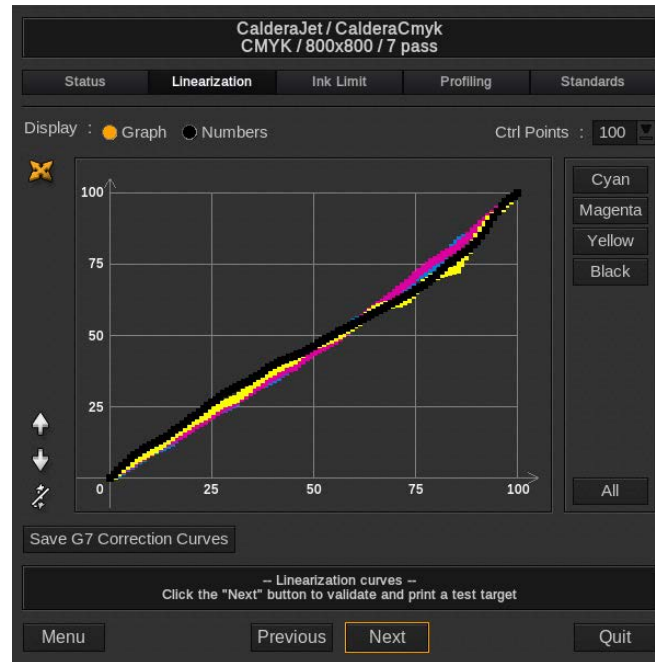 CalderaJet / CalderaCmyk
CMYK / 800x800 / 7 pass
Status Linearization Ink Limit Profiling Standards
Display : Graph Numbers Ctrl Points : 100
Cyan
Magenta
Yellow
Black
100
75
50
25
0 25 50 75 100
All
Save G7 Correction Curves
-- Linearization curves --
Click the "Next" button to validate and print a test target
Menu Previous Next Quit